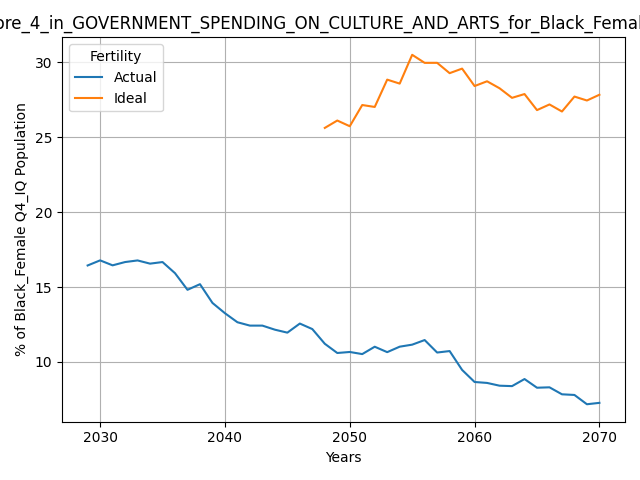 ore_4_in_GOVERNMENT_SPENDING_ON_CULTURE_AND_ARTS_for_Black_Femal
Fertility
Actual
Ideal
% of Black_Female Q4_IQ Population
30
25
20
15
10
2030 2040 2050 2060 2070
Years